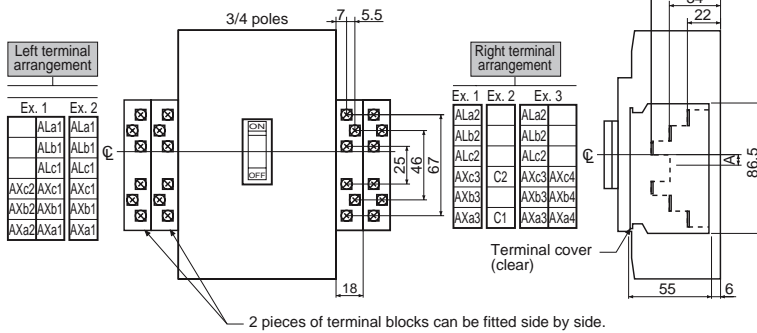 3/4 poles
7
5.5
34
22
Left terminal
arrangement
Ex. 1
Ex. 2
ALa1 ALa1
ALb1 ALb1
ALc1 ALc1
AXc2 AXc1 AXc1
AXb2 AXb1 AXb1
AXa2 AXa1 AXa1
℄
ON
OFF
25
46
67
18
Right terminal
arrangement
Ex. 1
Ex. 2
Ex. 3
ALa2 ALa2
ALb2 ALb2
ALc2 ALc2
AXc3 C2 AXc3 AXc4
AXb3 AXb3 AXb4
AXa3 C1 AXa3 AXa4
℄
A
86.5
Terminal cover
(clear)
55
6
2 pieces of terminal blocks can be fitted side by side.